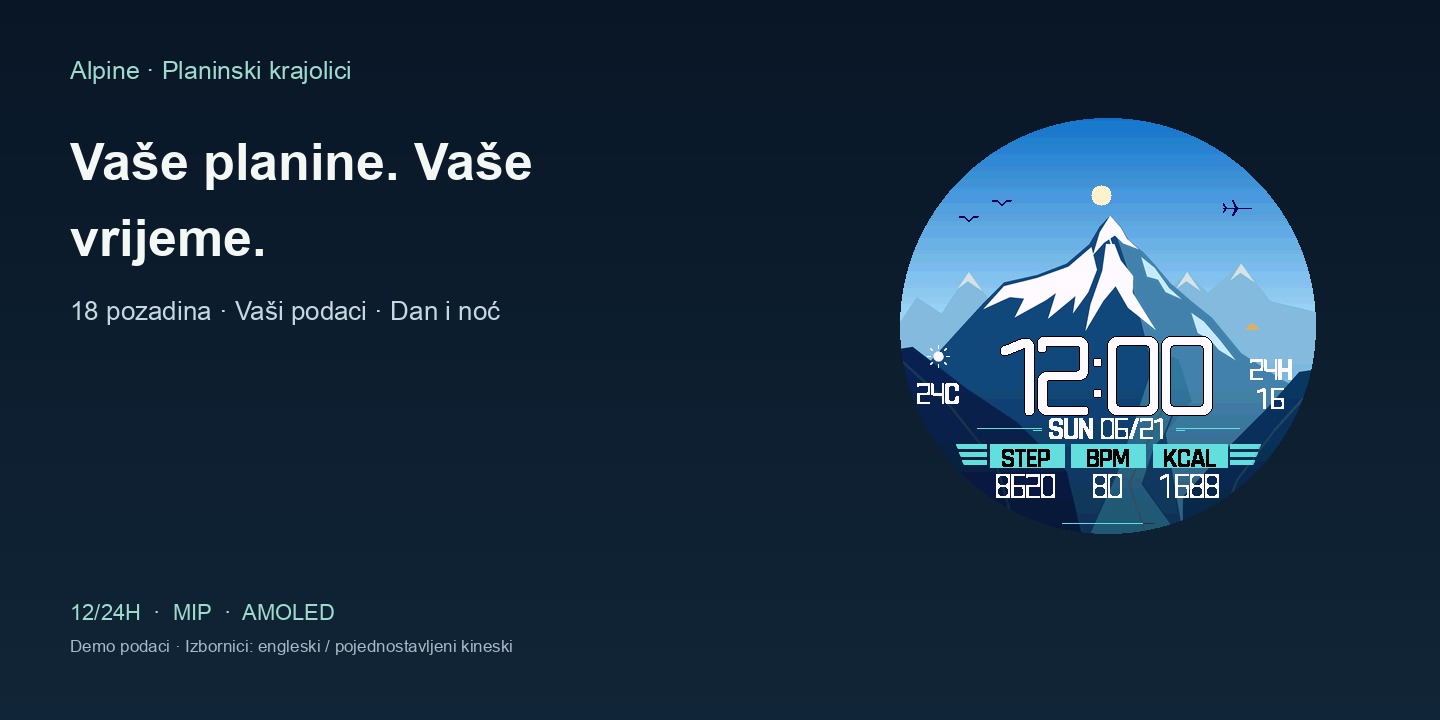 Alpine · Planinski krajolici
Vaše planine. Vaše
vrijeme.
18 pozadina · Vaši podaci · Dan i noć
12:00
24C
24H
16
SUN 06/21
STEP BPM KCAL
8620 80 1688
12/24H · MIP · AMOLED
Demo podaci · Izbornici: engleski / pojednostavljeni kineski